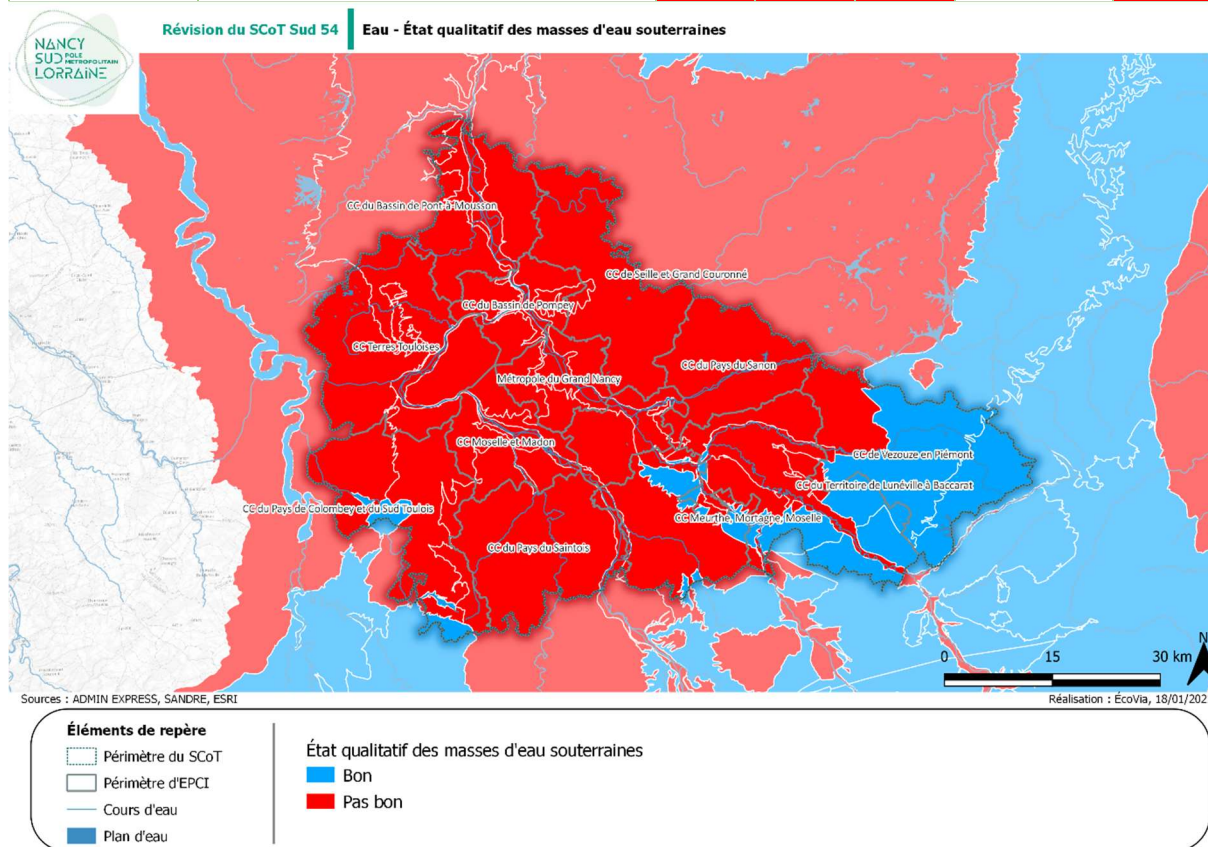 Révision du SCoT Sud 54
Eau - État qualitatif des masses d'eau souterraines
NANCY
SUD PÔLE MÉTROPOLITAIN
LORRAINE
CC du Bassin de Pont-à-Mousson
CC de Seille et Grand Couronné
CC du Bassin de Pompey
CC Terres Touloises
CC du Pays du Sanon
Métropole du Grand Nancy
CC Moselle et Madon
CC de Vezouze en Piémont
CC du Territoire de Lunéville à Baccarat
CC du Pays de Colombey et du Sud Toulois
CC Meurthe, Mortagne, Moselle
CC du Pays du Saintois
N
0 15 30 km
Sources : ADMIN EXPRESS, SANDRE, ESRI
Réalisation : ÉcoVia, 18/01/202
Éléments de repère
Périmètre du SCoT
Périmètre d'EPCI
Cours d'eau
Plan d'eau
État qualitatif des masses d'eau souterraines
Bon
Pas bon